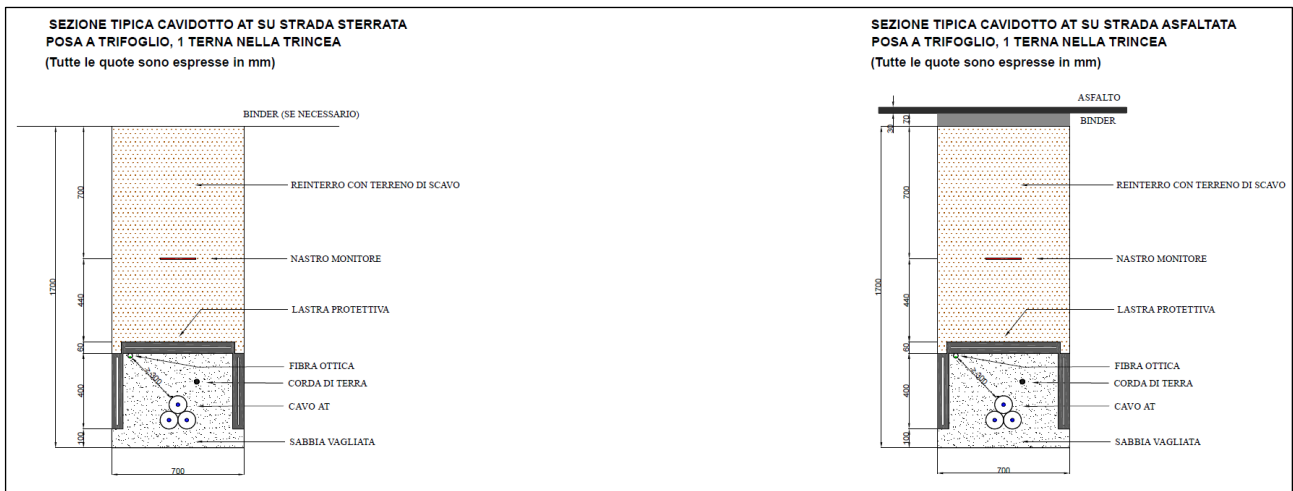 SEZIONE TIPICA CAVIDOTTO AT SU STRADA STERRATA
POSA A TRIFOGLIO, 1 TERNA NELLA TRINCEA
(Tutte le quote sono espresse in mm)
BINDER (SE NECESSARIO)
REINTERRO CON TERRENO DI SCAVO
NASTRO MONITORE
LASTRA PROTETTIVA
FIBRA OTTICA
CORDA DI TERRA
CAVO AT
SABBIA VAGLIATA
1700
700
440
60
400
100
≥300
700
SEZIONE TIPICA CAVIDOTTO AT SU STRADA ASFALTATA
POSA A TRIFOGLIO, 1 TERNA NELLA TRINCEA
(Tutte le quote sono espresse in mm)
ASFALTO
BINDER
REINTERRO CON TERRENO DI SCAVO
NASTRO MONITORE
LASTRA PROTETTIVA
FIBRA OTTICA
CORDA DI TERRA
CAVO AT
SABBIA VAGLIATA
30
70
1700
700
440
60
400
100
≥300
700